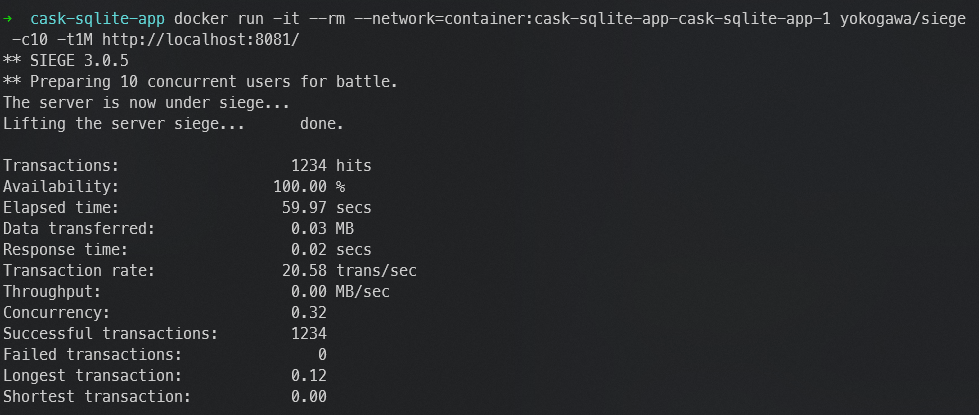 → cask-sqlite-app docker run -it --rm --network=container:cask-sqlite-app-cask-sqlite-app-1 yokogawa/siege
-c10 -t1M http://localhost:8081/
** SIEGE 3.0.5
** Preparing 10 concurrent users for battle.
The server is now under siege...
Lifting the server siege...      done.

Transactions:                   1234 hits
Availability:                 100.00 %
Elapsed time:                  59.97 secs
Data transferred:               0.03 MB
Response time:                  0.02 secs
Transaction rate:              20.58 trans/sec
Throughput:                     0.00 MB/sec
Concurrency:                    0.32
Successful transactions:        1234
Failed transactions:               0
Longest transaction:            0.12
Shortest transaction:           0.00